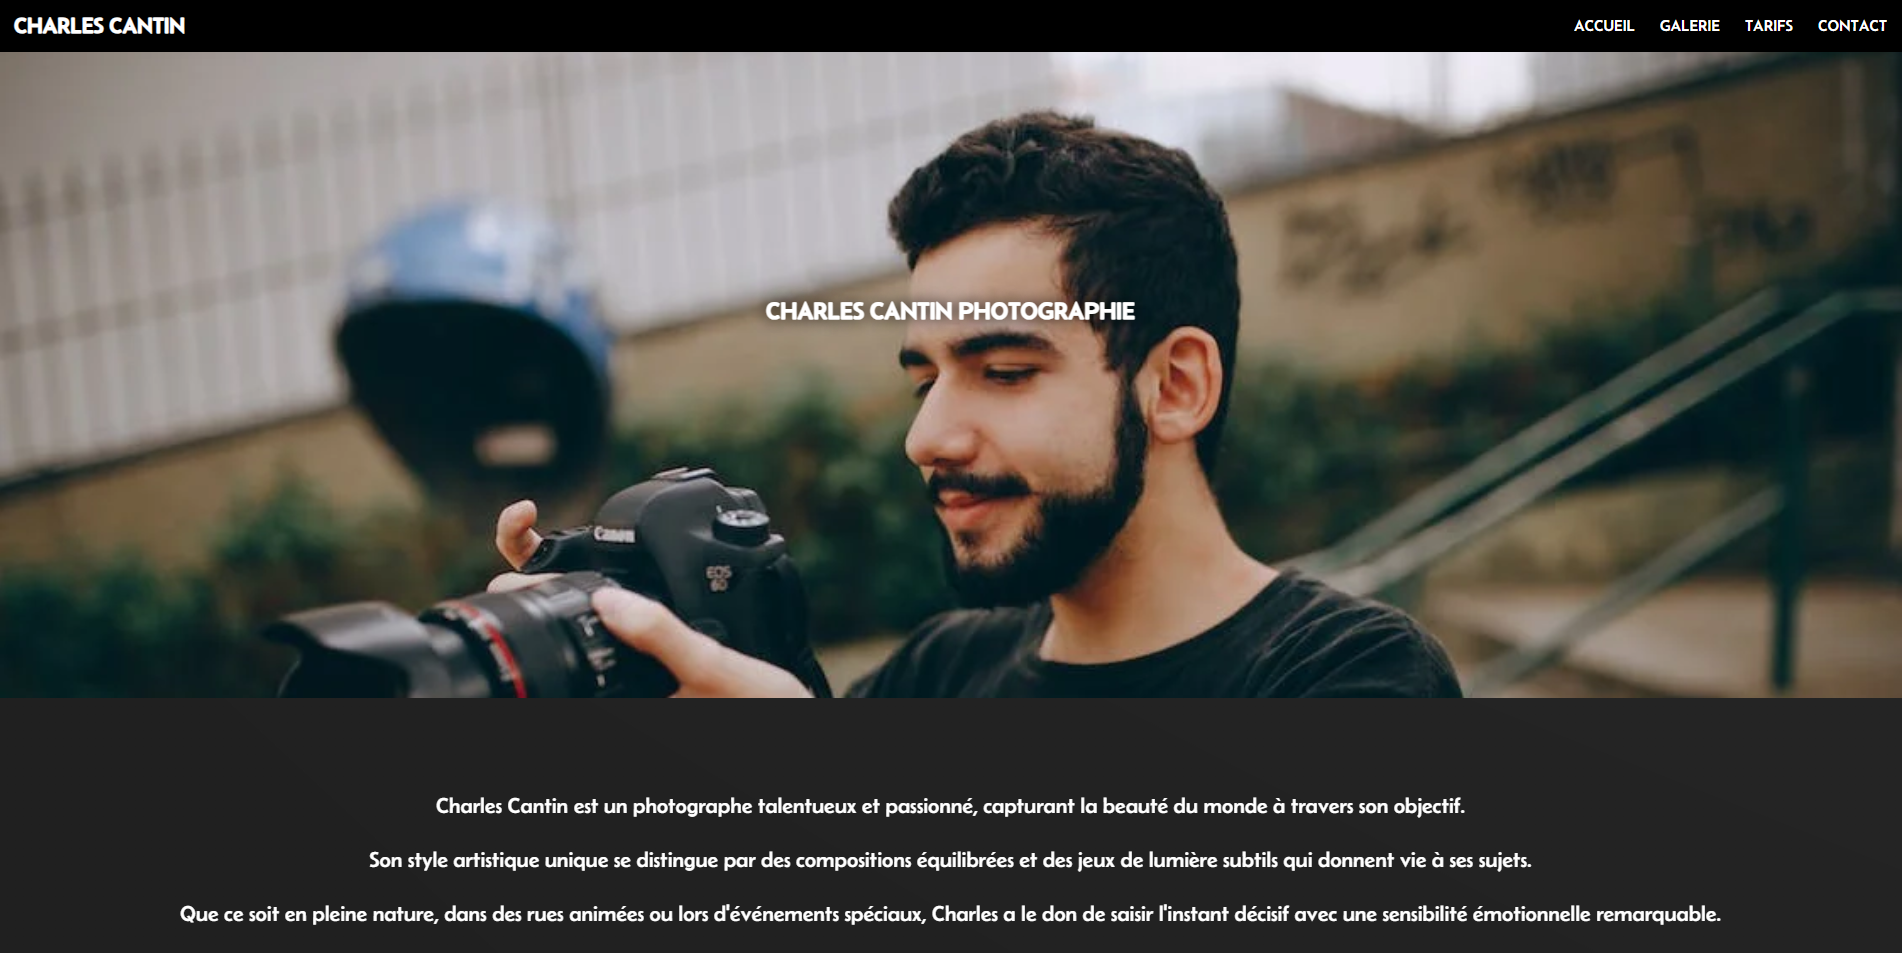 CHARLES CANTIN
ACCUEIL GALERIE TARIFS CONTACT
CHARLES CANTIN PHOTOGRAPHIE
Canon
EOS
6D
Charles Cantin est un photographe talentueux et passionné, capturant la beauté du monde à travers son objectif.
Son style artistique unique se distingue par des compositions équilibrées et des jeux de lumière subtils qui donnent vie à ses sujets.
Que ce soit en pleine nature, dans des rues animées ou lors d'événements spéciaux, Charles a le don de saisir l'instant décisif avec une sensibilité émotionnelle remarquable.